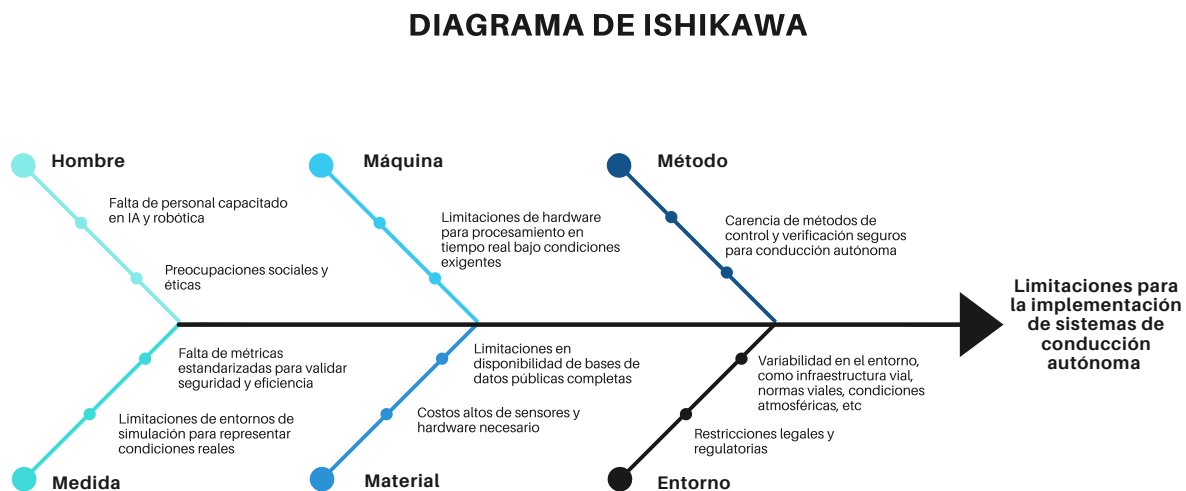 DIAGRAMA DE ISHIKAWA
Hombre
Falta de personal capacitado
en IA y robótica
Preocupaciones sociales y
éticas
Máquina
Limitaciones de hardware
para procesamiento en
tiempo real bajo condiciones
exigentes
Método
Carencia de métodos de
control y verificación seguros
para conducción autónoma
Limitaciones para
la implementación
de sistemas de
conducción
autónoma
Falta de métricas
estandarizadas para validar
seguridad y eficiencia
Limitaciones de entornos de
simulación para representar
condiciones reales
Medida
Limitaciones en
disponibilidad de bases de
datos públicas completas
Costos altos de sensores y
hardware necesario
Material
Variabilidad en el entorno,
como infraestructura vial,
normas viales, condiciones
atmosféricas, etc
Restricciones legales y
regulatorias
Entorno